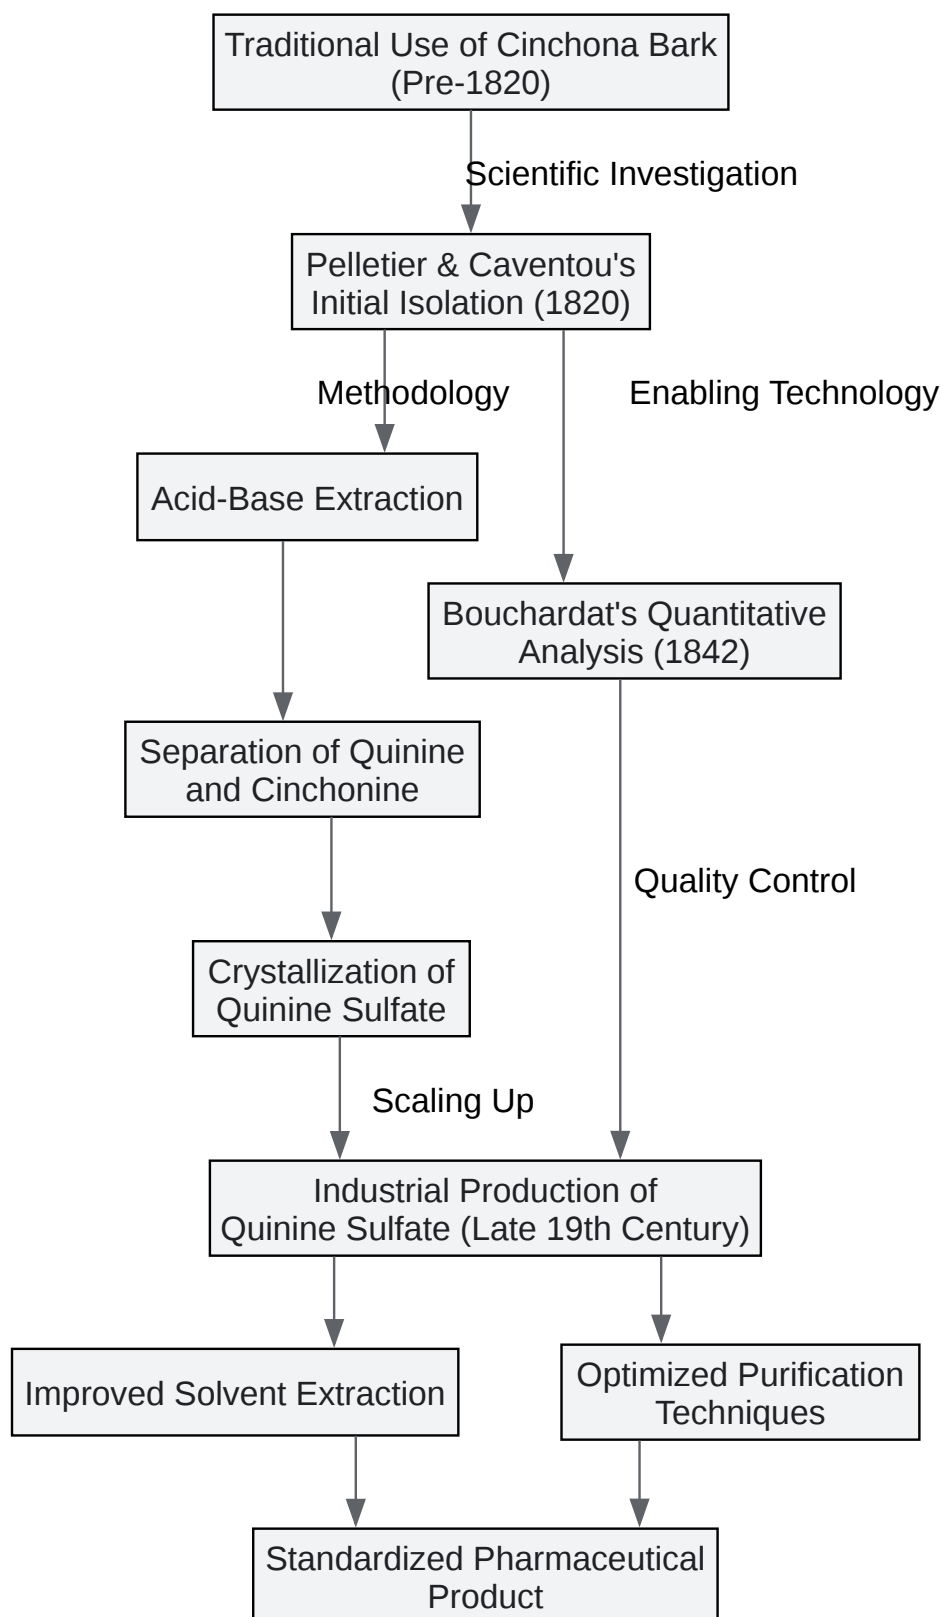 Traditional Use of Cinchona Bark
(Pre-1820)
Scientific Investigation
Pelletier & Caventou's
Initial Isolation (1820)
Methodology
Enabling Technology
Acid-Base Extraction
Bouchardat's Quantitative
Analysis (1842)
Separation of Quinine
and Cinchonine
Quality Control
Crystallization of
Quinine Sulfate
Scaling Up
Industrial Production of
Quinine Sulfate (Late 19th Century)
Improved Solvent Extraction
Optimized Purification
Techniques
Standardized Pharmaceutical
Product